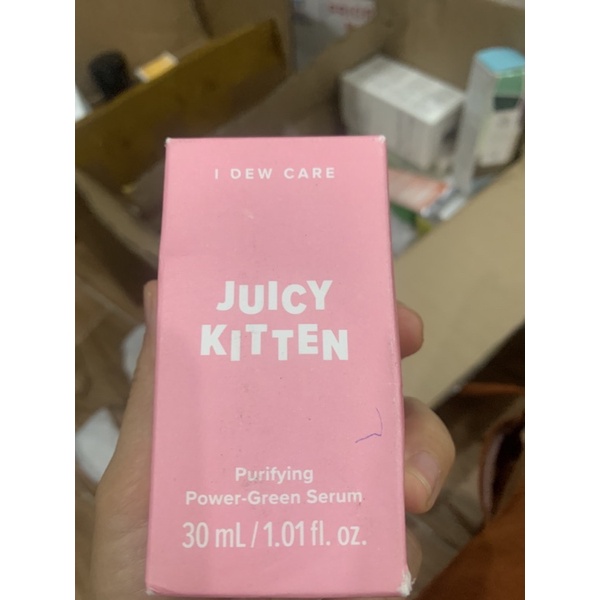 I DEW CARE
JUICY
KITTEN
Purifying
Power-Green Serum
30 mL / 1.01 fl. oz.